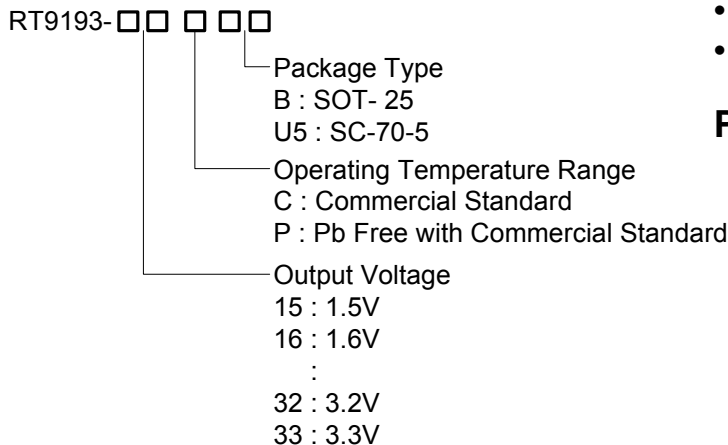 RT9193-□□ □ □□
Package Type
B : SOT- 25
U5 : SC-70-5
Operating Temperature Range
C : Commercial Standard
P : Pb Free with Commercial Standard
Output Voltage
15 : 1.5V
16 : 1.6V
:
32 : 3.2V
33 : 3.3V